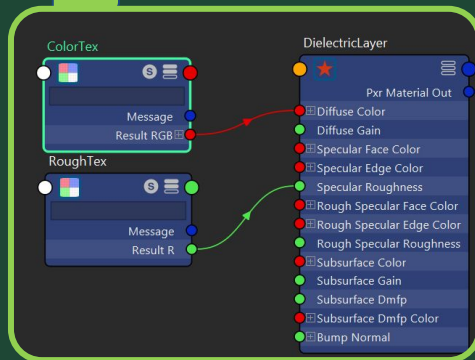 ColorTex
S
Message
Result RGB
RoughTex
S
Message
Result R
DielectricLayer
Pxr Material Out
Diffuse Color
Diffuse Gain
Specular Face Color
Specular Edge Color
Specular Roughness
Rough Specular Face Color
Rough Specular Edge Color
Rough Specular Roughness
Subsurface Color
Subsurface Gain
Subsurface Dmfp
Subsurface Dmfp Color
Bump Normal